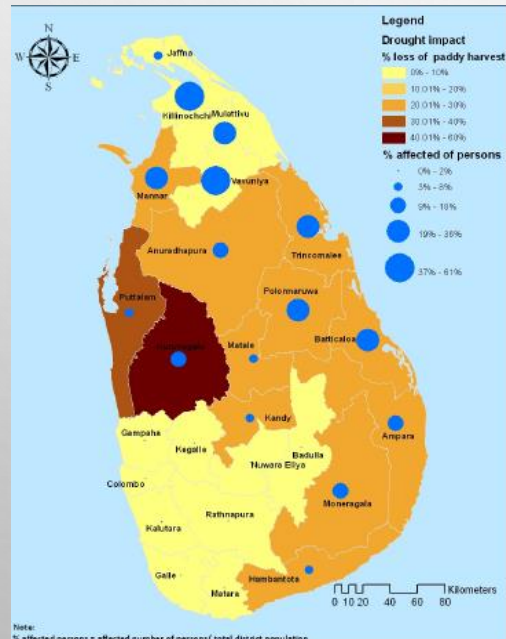 N
W E
S
Legend
Drought impact
% loss of paddy harvest
0% - 10%
10.01% - 20%
20.01% - 30%
30.01% - 40%
40.01% - 60%
% affected of persons
0% - 2%
3% - 8%
9% - 18%
19% - 36%
37% - 61%
Jaffna
Killinochchi
Mulattivu
Mannar
Vavuniya
Anuradhapura
Trincomalee
Puttalam
Polonnaruwa
Batticaloa
Matale
Kandy
Ampara
Gampaha
Kegalle
Badulla
Nuwara Eliya
Moneragala
Colombo
Rathnapura
Kalutara
Galle
Matara
Hambantota
Kilometers
0 10 20 40 60 80
Note:
% affected persons = affected number of persons/ total district population